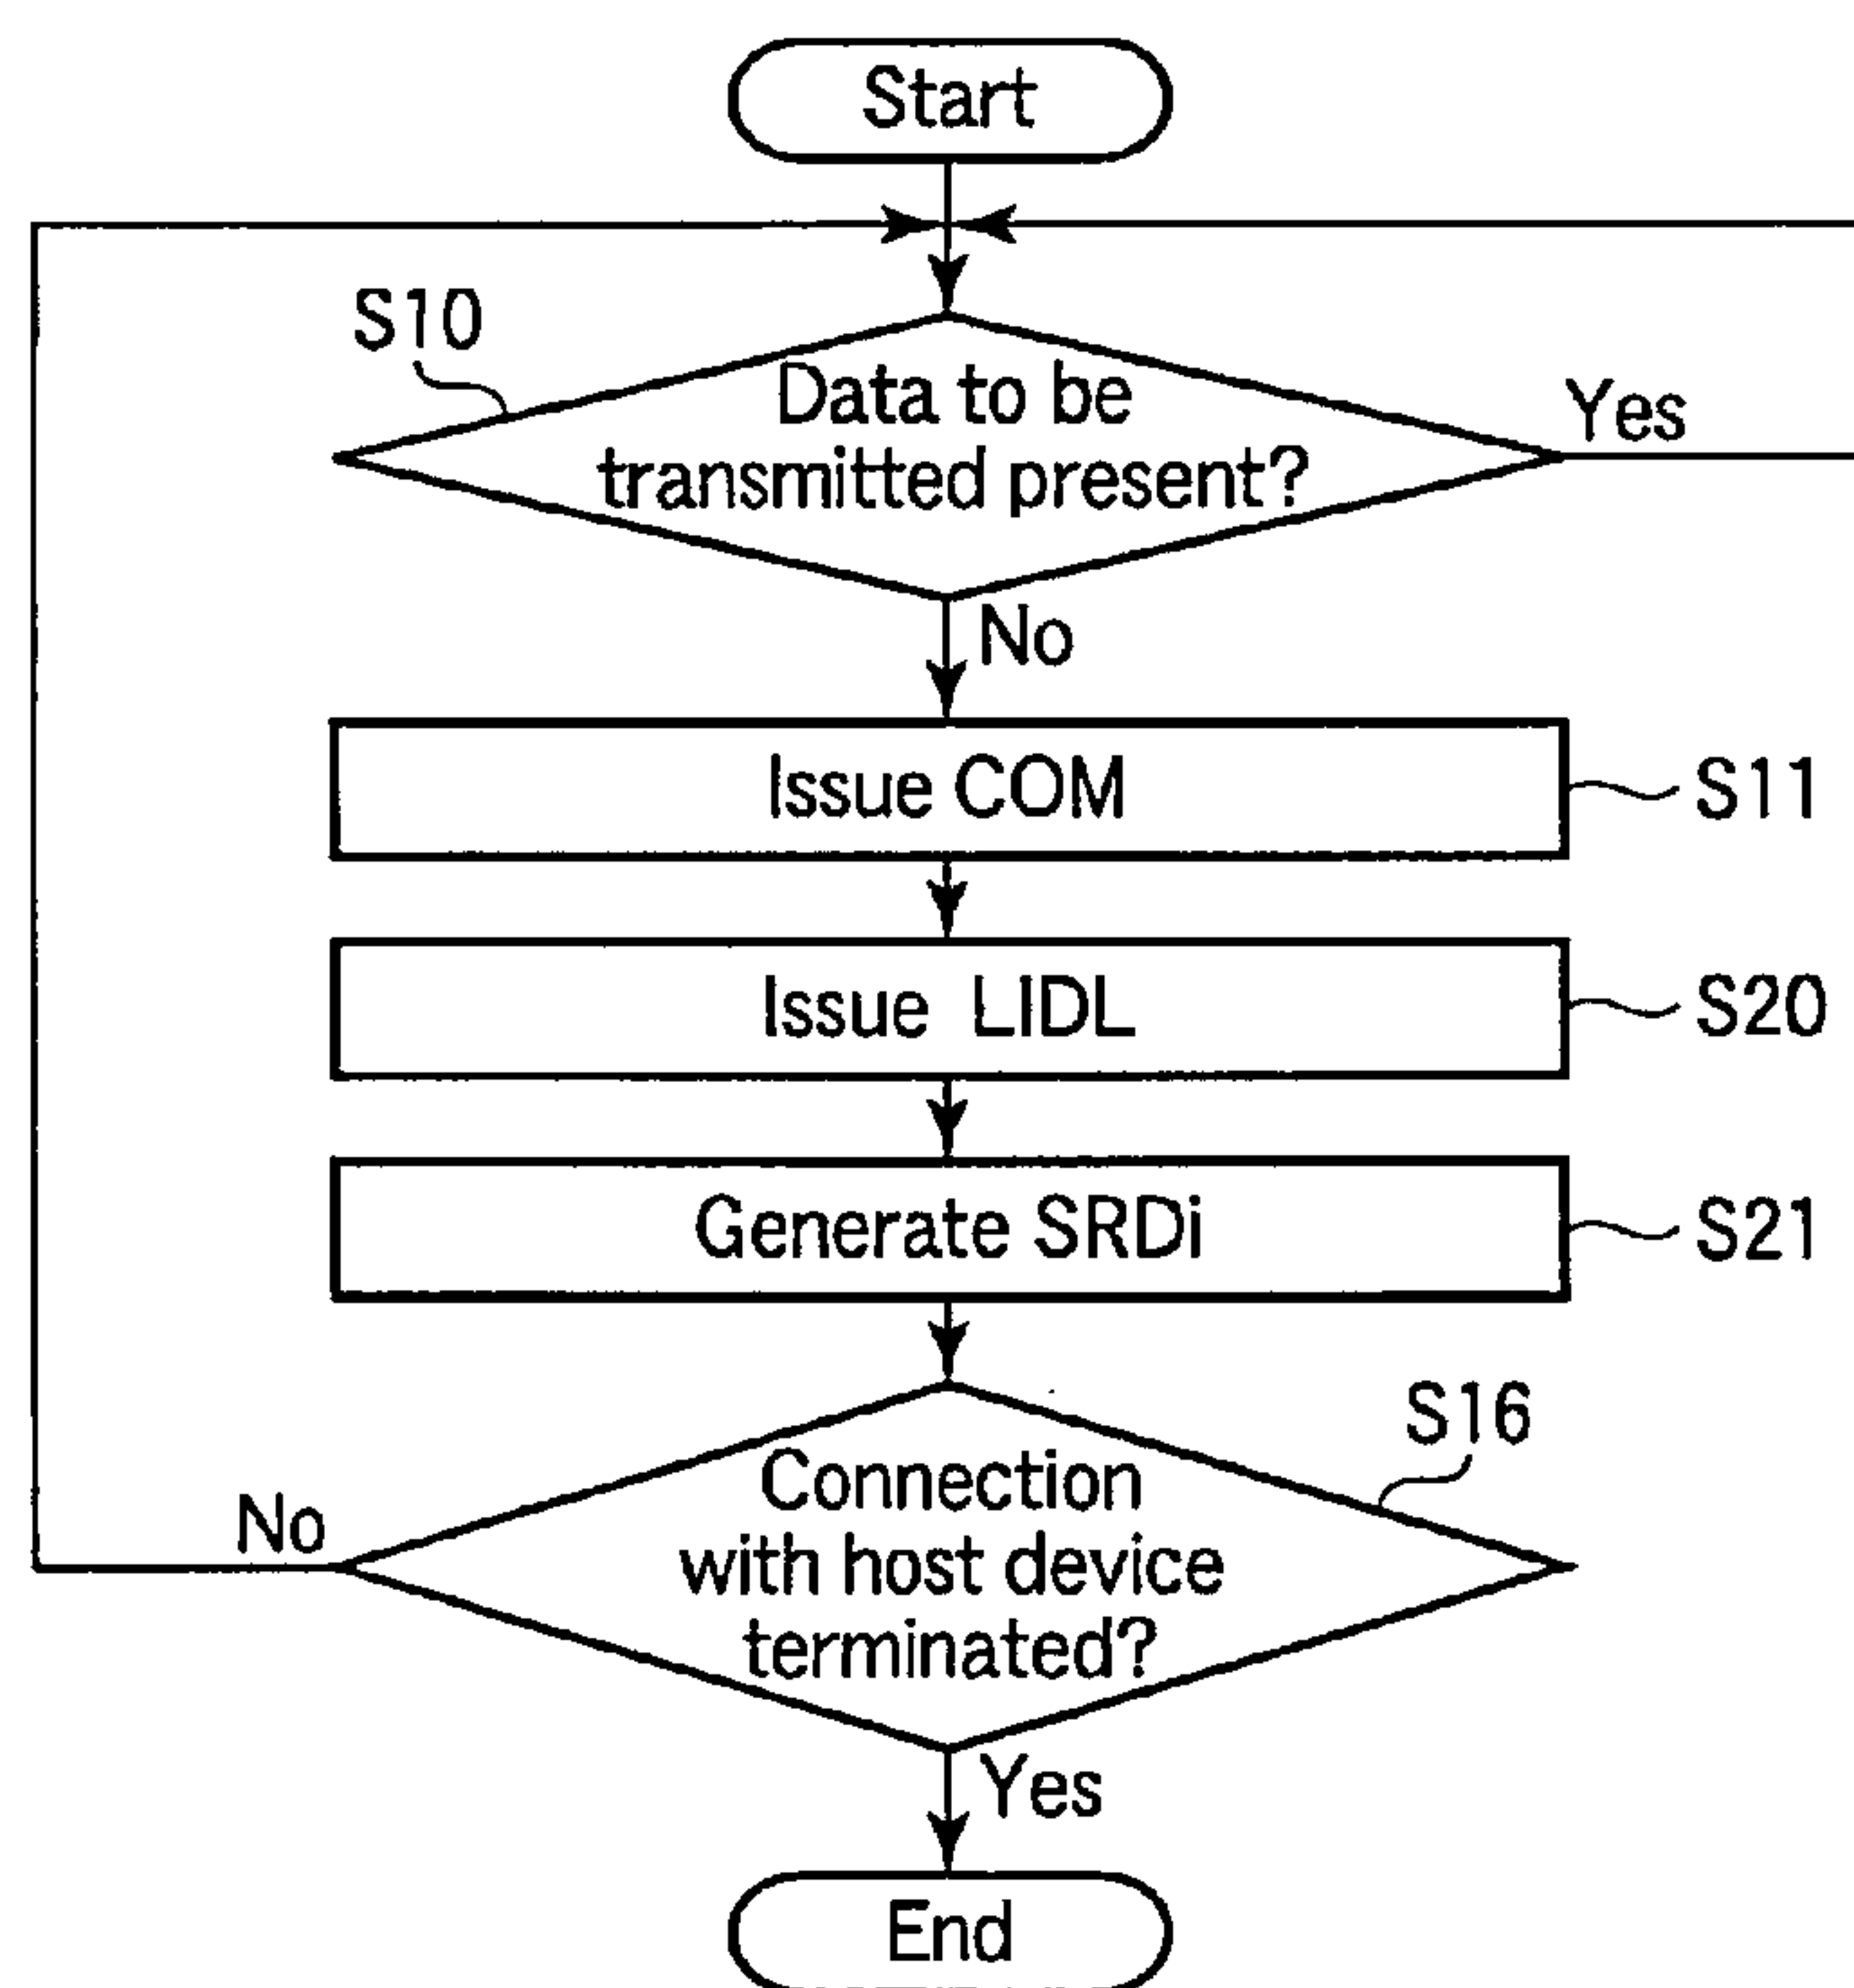 Start
S10
Data to be
transmitted present?
Yes
No
Issue COM
S11
Issue LIDL
S20
Generate SRDi
S21
S16
Connection
with host device
terminated?
No
Yes
End